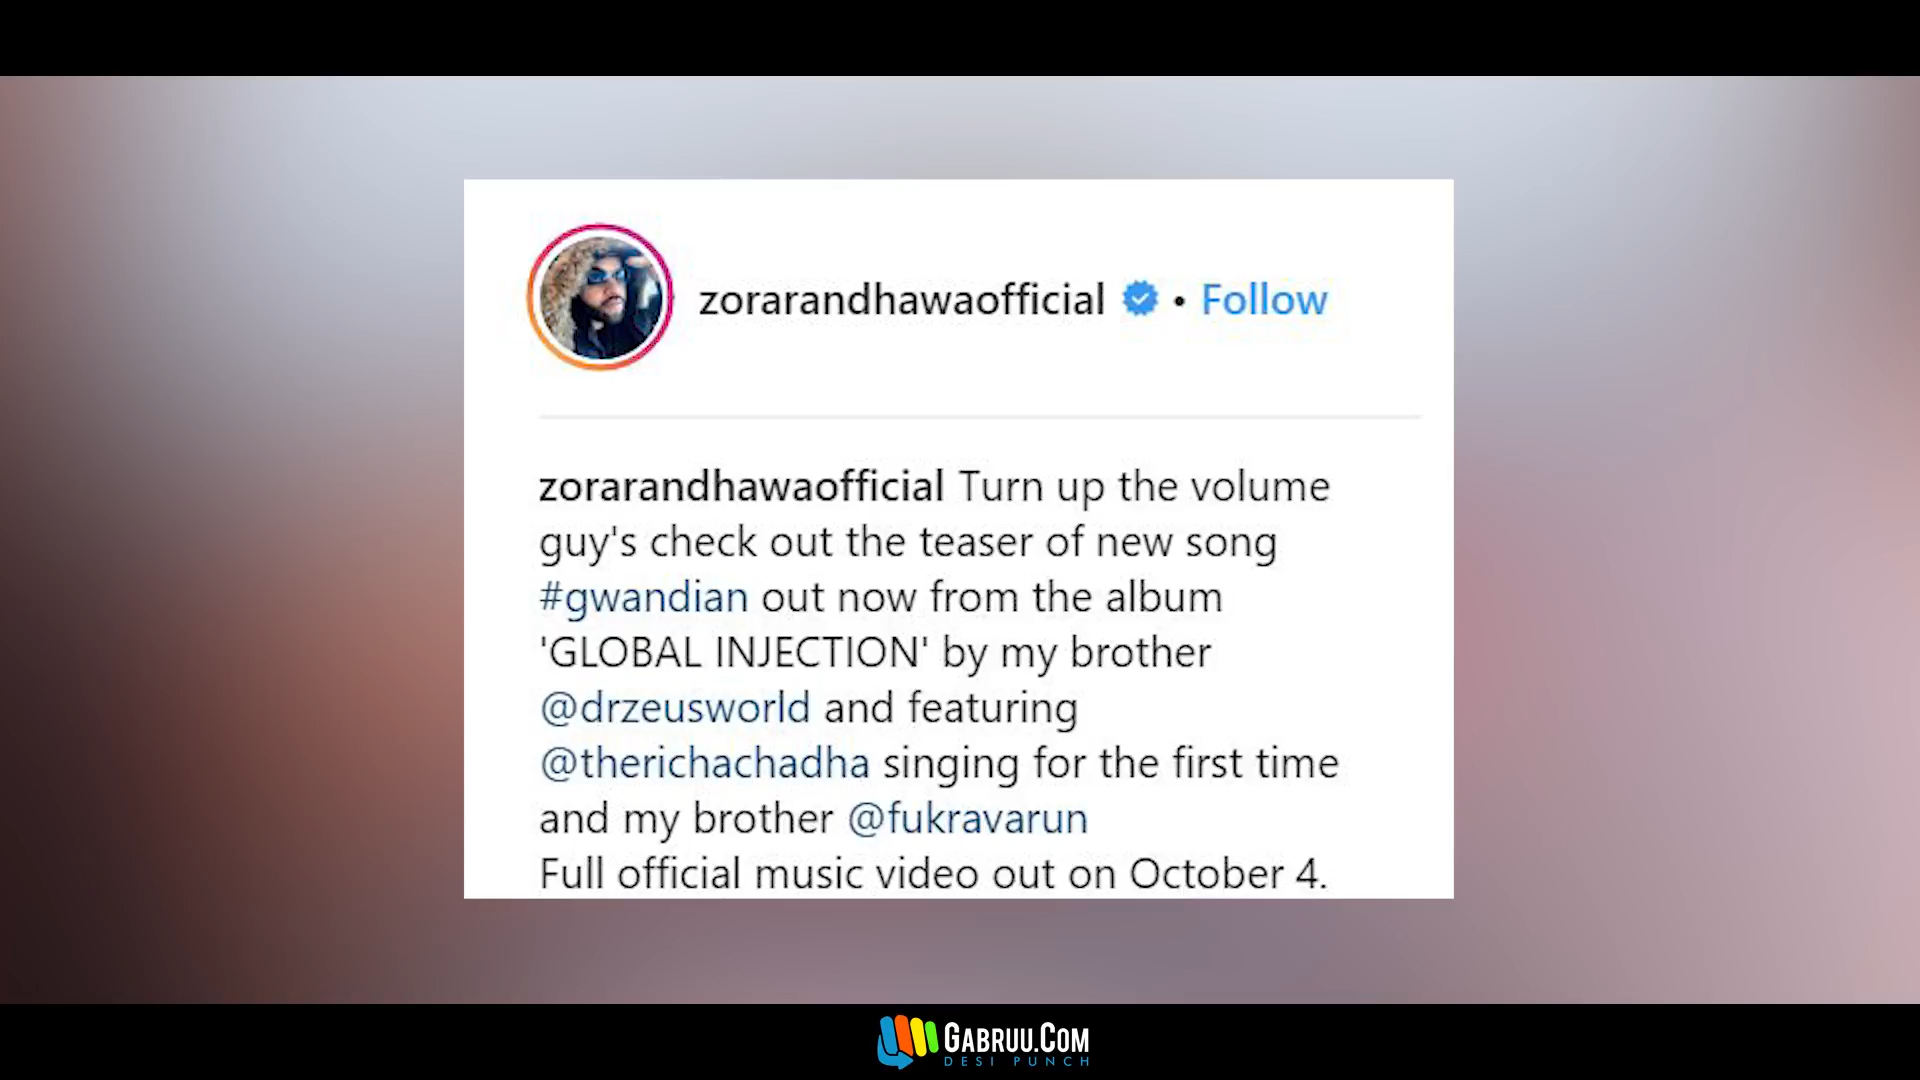 zorarandhawaofficial • Follow
zorarandhawaofficial Turn up the volume
guy's check out the teaser of new song
#gwandian out now from the album
'GLOBAL INJECTION' by my brother
@drzeusworld and featuring
@therichachadha singing for the first time
and my brother @fukravarun
Full official music video out on October 4.
GABRUU.COM
DESI PUNCH